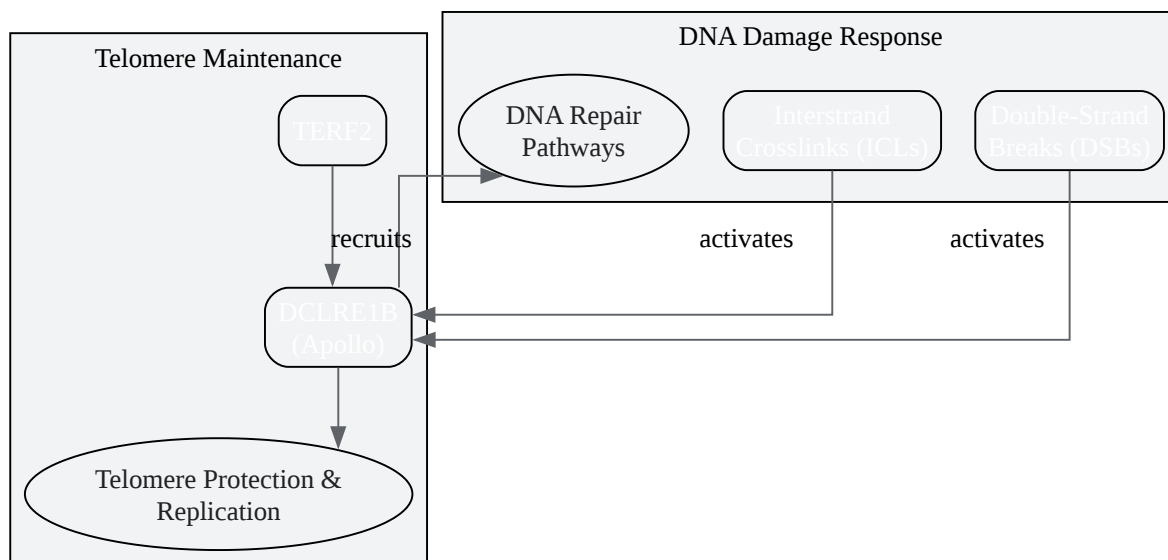 DNA Damage Response
Telomere Maintenance
TERF2
DNA Repair
Pathways
Interstrand
Crosslinks (ICLs)
Double-Strand
Breaks (DSBs)
recruits
activates
activates
DCLRE1B
(Apollo)
Telomere Protection &
Replication